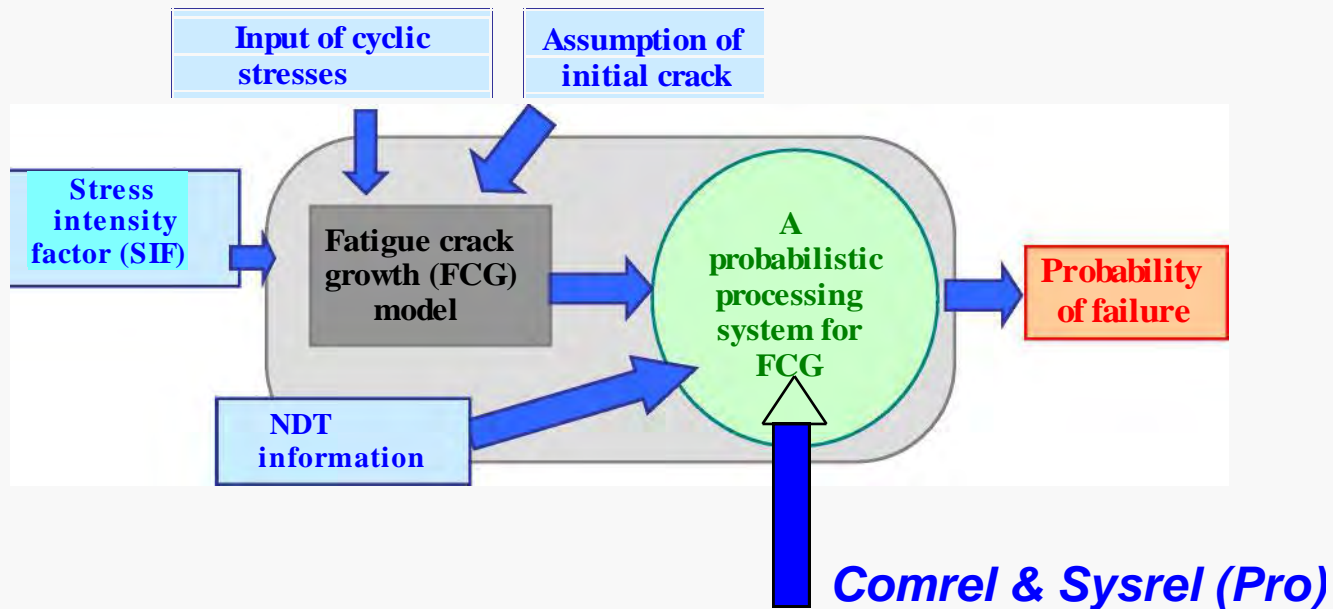 Input of cyclic
stresses
Assumption of
initial crack
Stress
intensity
factor (SIF)
Fatigue crack
growth (FCG)
model
A
probabilistic
processing
system for
FCG
Probability
of failure
NDT
information
Comrel & Sysrel (Pro)